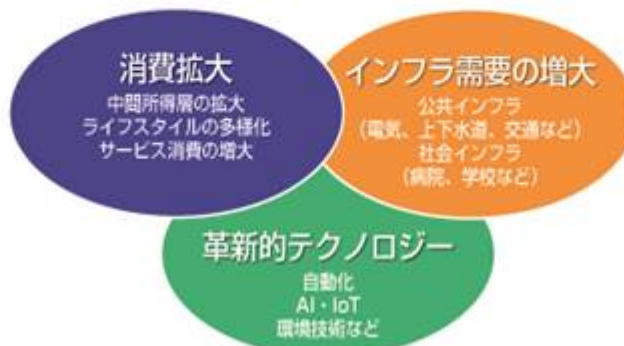 消費拡大
中間所得層の拡大
ライフスタイルの多様化
サービス消費の増大
インフラ需要の増大
公共インフラ
（電気、上下水道、交通など）
社会インフラ
（病院、学校など）
革新的テクノロジー
自動化
AI・IoT
環境技術など